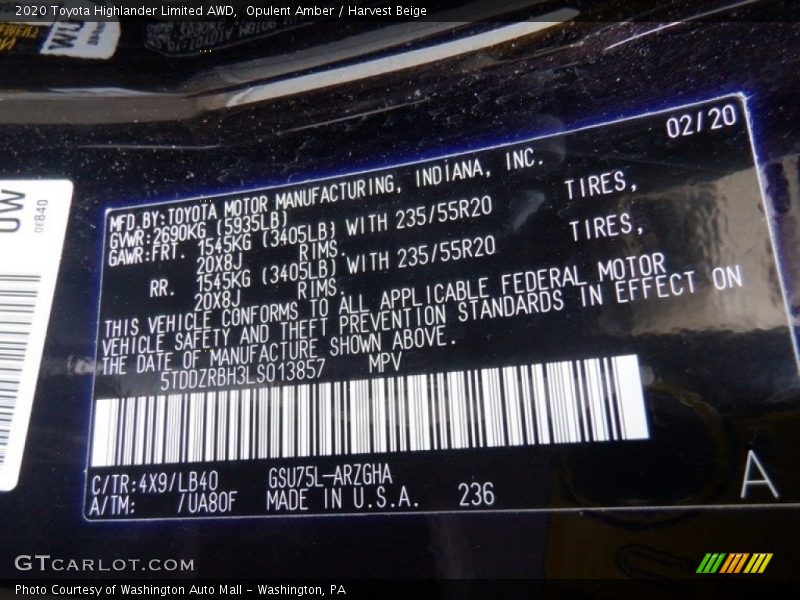 2020 Toyota Highlander Limited AWD, Opulent Amber / Harvest Beige
02/20
MFD.BY:TOYOTA MOTOR MANUFACTURING, INDIANA, INC.
GVWR:2690KG (5935LB)
GAWR:FRT. 1545KG (3405LB) WITH 235/55R20 TIRES,
20X8J RIMS.
RR. 1545KG (3405LB) WITH 235/55R20 TIRES,
20X8J RIMS.
THIS VEHICLE CONFORMS TO ALL APPLICABLE FEDERAL MOTOR
VEHICLE SAFETY AND THEFT PREVENTION STANDARDS IN EFFECT ON
THE DATE OF MANUFACTURE SHOWN ABOVE.
5TDDZRBH3LS013857 MPV
C/TR:4X9/LB40 GSU75L-ARZGHA
A/TM: /UA80F MADE IN U.S.A. 236
A
0W
0E840
GTCARLOT.COM
Photo Courtesy of Washington Auto Mall - Washington, PA